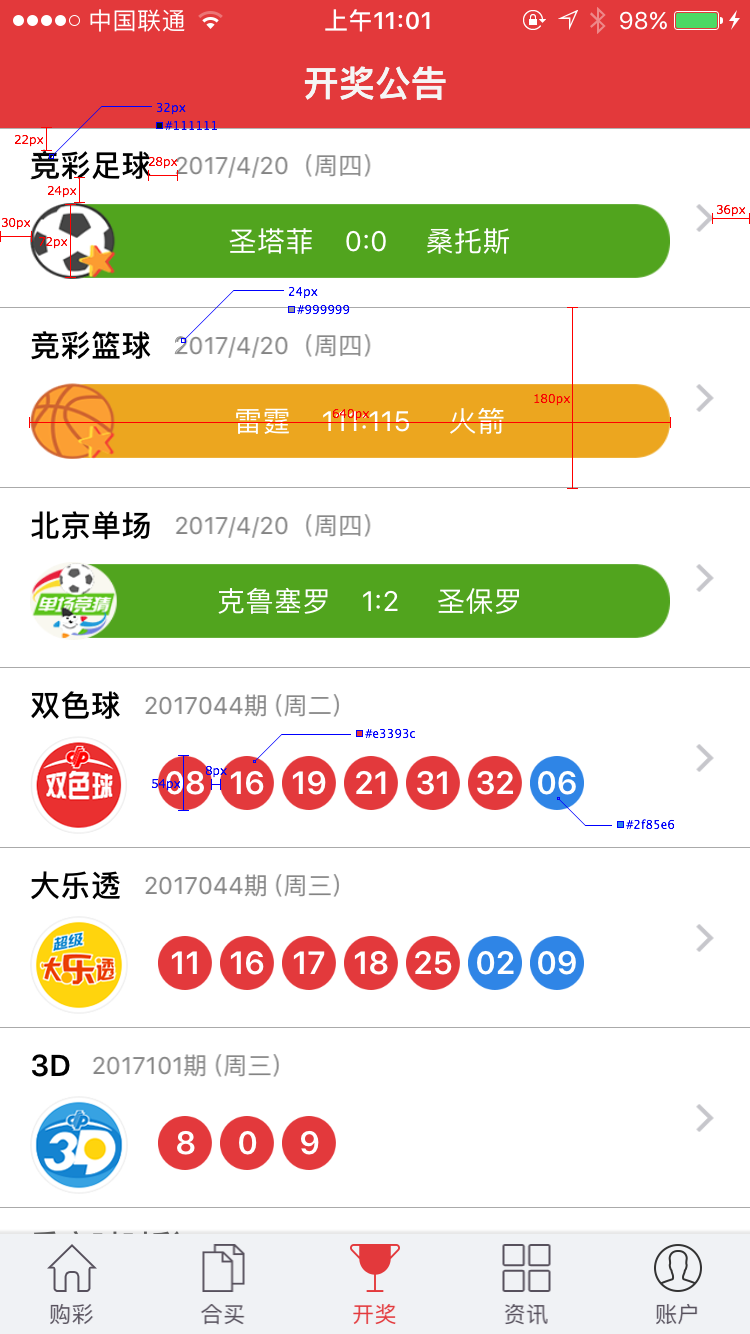 中国联通 上午11:01 98%
开奖公告
32px
#111111
22px
竞彩足球 28px 2017/4/20（周四）
24px
30px 72px 圣塔菲 0:0 桑托斯 36px
24px
#999999
竞彩篮球 2017/4/20（周四）
180px
雷霆 111:115 火箭
640px
北京单场 2017/4/20（周四）
单场竞猜 克鲁塞罗 1:2 圣保罗
双色球 2017044期 (周二)
#e3393c
8px
双色球 54px 08 16 19 21 31 32 06
#2f85e6
大乐透 2017044期 (周三)
超级
大乐透 11 16 17 18 25 02 09
3D 2017101期 (周三)
3D 8 0 9
购彩 合买 开奖 资讯 账户